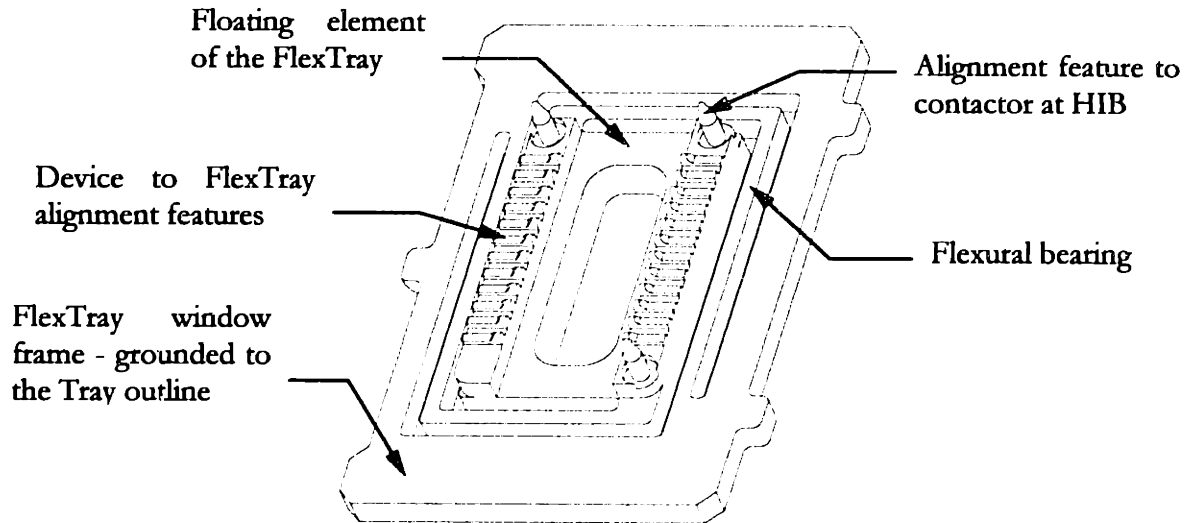 Floating element
of the FlexTray
Alignment feature to
contactor at HIB
Device to FlexTray
alignment features
Flexural bearing
FlexTray window
frame - grounded to
the Tray outline